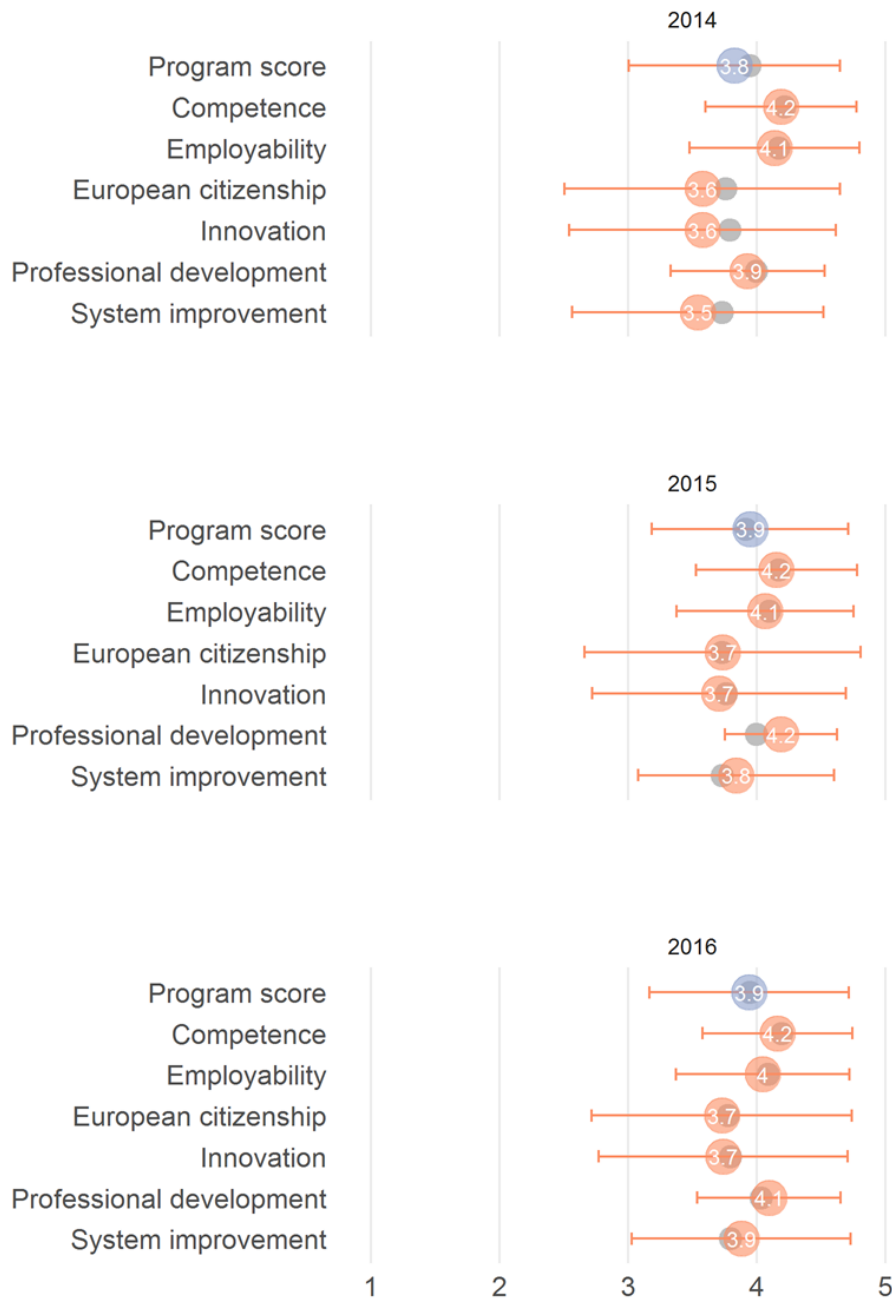 2014
Program score 3.8
Competence 4.2
Employability 4.1
European citizenship 3.6
Innovation 3.6
Professional development 3.9
System improvement 3.5
2015
Program score 3.9
Competence 4.2
Employability 4.1
European citizenship 3.7
Innovation 3.7
Professional development 4.2
System improvement 3.8
2016
Program score 3.9
Competence 4.2
Employability 4
European citizenship 3.7
Innovation 3.7
Professional development 4.1
System improvement 3.9
1 2 3 4 5